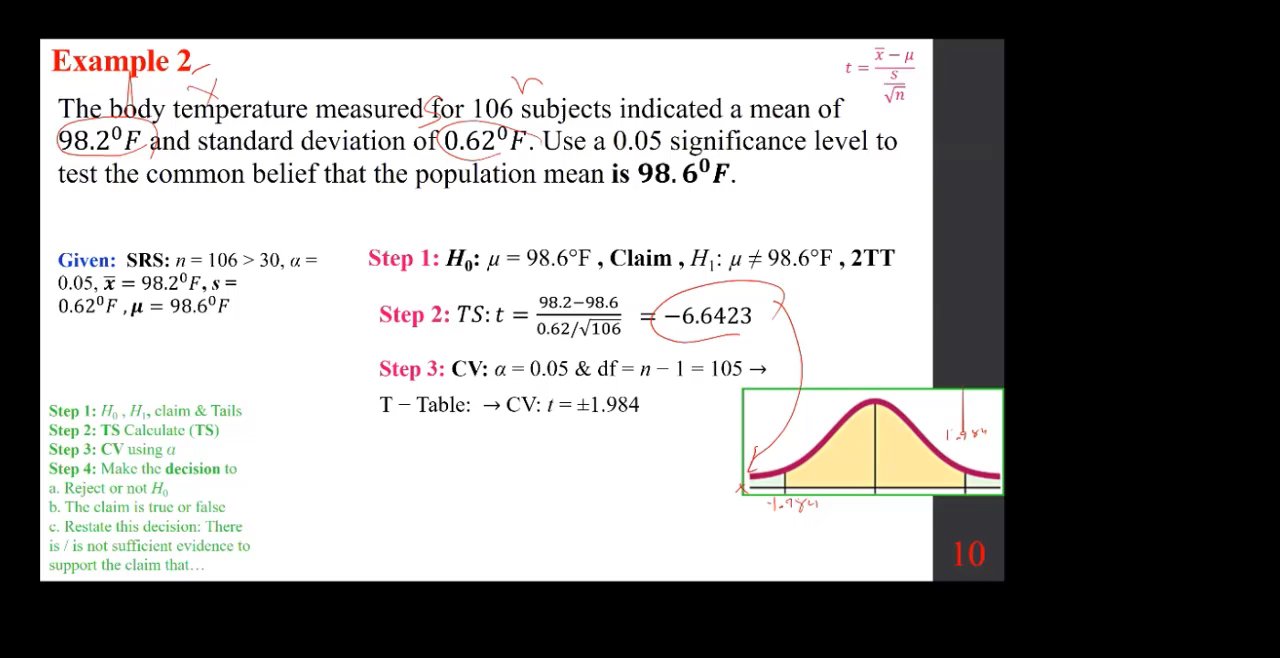 Example 2
t = x̄ − μ / s/√n
x
n
s
The body temperature measured for 106 subjects indicated a mean of
98.2⁰F and standard deviation of 0.62⁰F. Use a 0.05 significance level to
test the common belief that the population mean is 98.6⁰F.
Given: SRS: n = 106 > 30, α =
0.05, x̄ = 98.2⁰F, s =
0.62⁰F , μ = 98.6⁰F
Step 1: H₀: μ = 98.6°F , Claim , H₁: μ ≠ 98.6°F , 2TT
Step 2: TS: t = 98.2−98.6 / 0.62/√106 = −6.6423
Step 3: CV: α = 0.05 & df = n − 1 = 105 →
T − Table: → CV: t = ±1.984
1.984
-1.984
Step 1: H₀ , H₁, claim & Tails
Step 2: TS Calculate (TS)
Step 3: CV using α
Step 4: Make the decision to
a. Reject or not H₀
b. The claim is true or false
c. Restate this decision: There
is / is not sufficient evidence to
support the claim that…
10